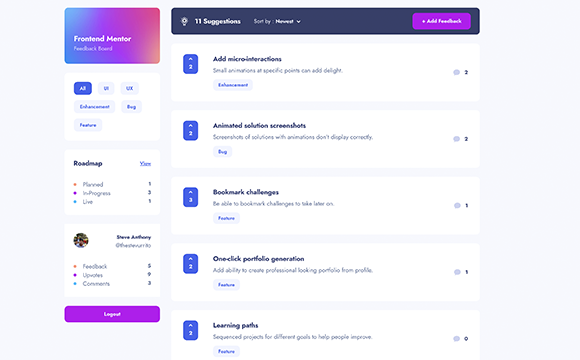 Frontend Mentor
Feedback Board
All
UI
UX
Enhancement
Bug
Feature
Roadmap
View
Planned
1
In-Progress
3
Live
1
Steve Anthony
@thestevurrito
Feedback
5
Upvotes
9
Comments
3
Logout
11 Suggestions
Sort by : Newest
+ Add Feedback
2
Add micro-interactions
Small animations at specific points can add delight.
Enhancement
2
2
Animated solution screenshots
Screenshots of solutions with animations don't display correctly.
Bug
2
3
Bookmark challenges
Be able to bookmark challenges to take later on.
Feature
1
2
One-click portfolio generation
Add ability to create professional looking portfolio from profile.
Feature
1
2
Learning paths
Sequenced projects for different goals to help people improve.
Feature
0